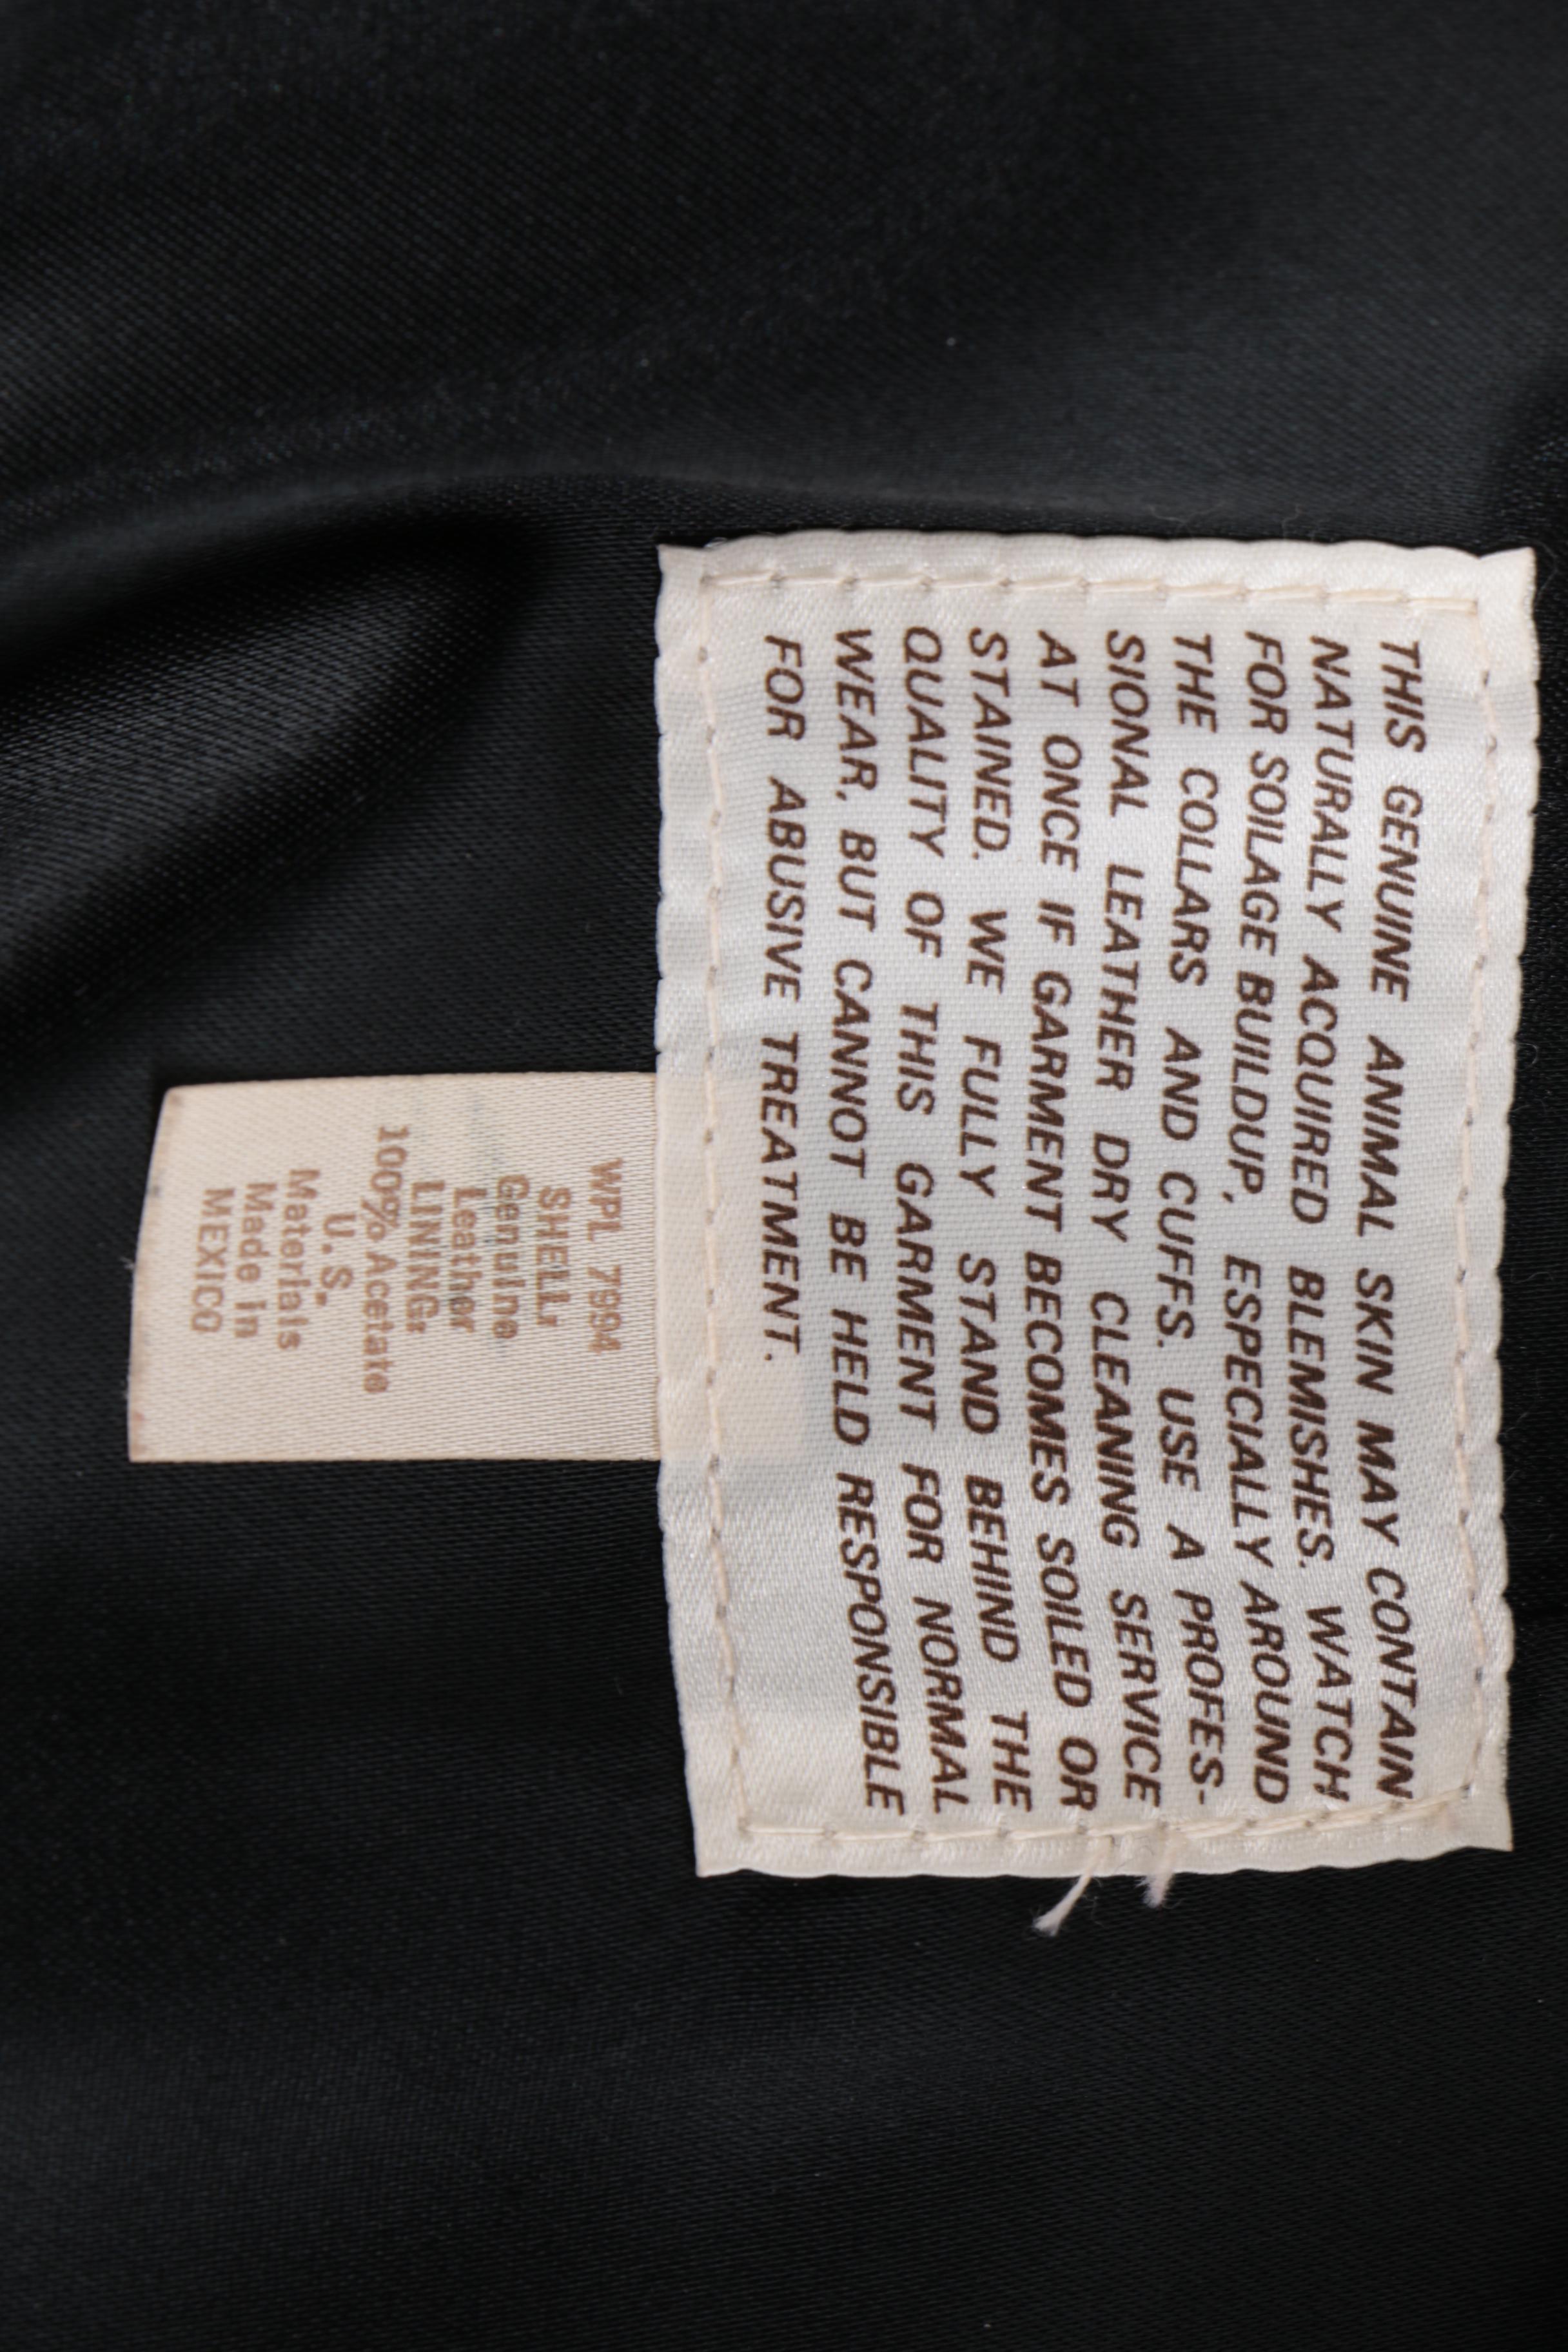 THIS GENUINE ANIMAL SKIN MAY CONTAIN
NATURALLY ACQUIRED BLEMISHES. WATCH
FOR SOILAGE BUILDUP, ESPECIALLY AROUND
THE COLLARS AND CUFFS. USE A PROFES-
SIONAL LEATHER DRY CLEANING SERVICE
AT ONCE IF GARMENT BECOMES SOILED OR
STAINED. WE FULLY STAND BEHIND THE
QUALITY OF THIS GARMENT FOR NORMAL
WEAR, BUT CANNOT BE HELD RESPONSIBLE
FOR ABUSIVE TREATMENT.
WPL 7994
SHELL:
Genuine
Leather
LINING:
100% Acetate
U.S.
Materials
Made in
MEXICO